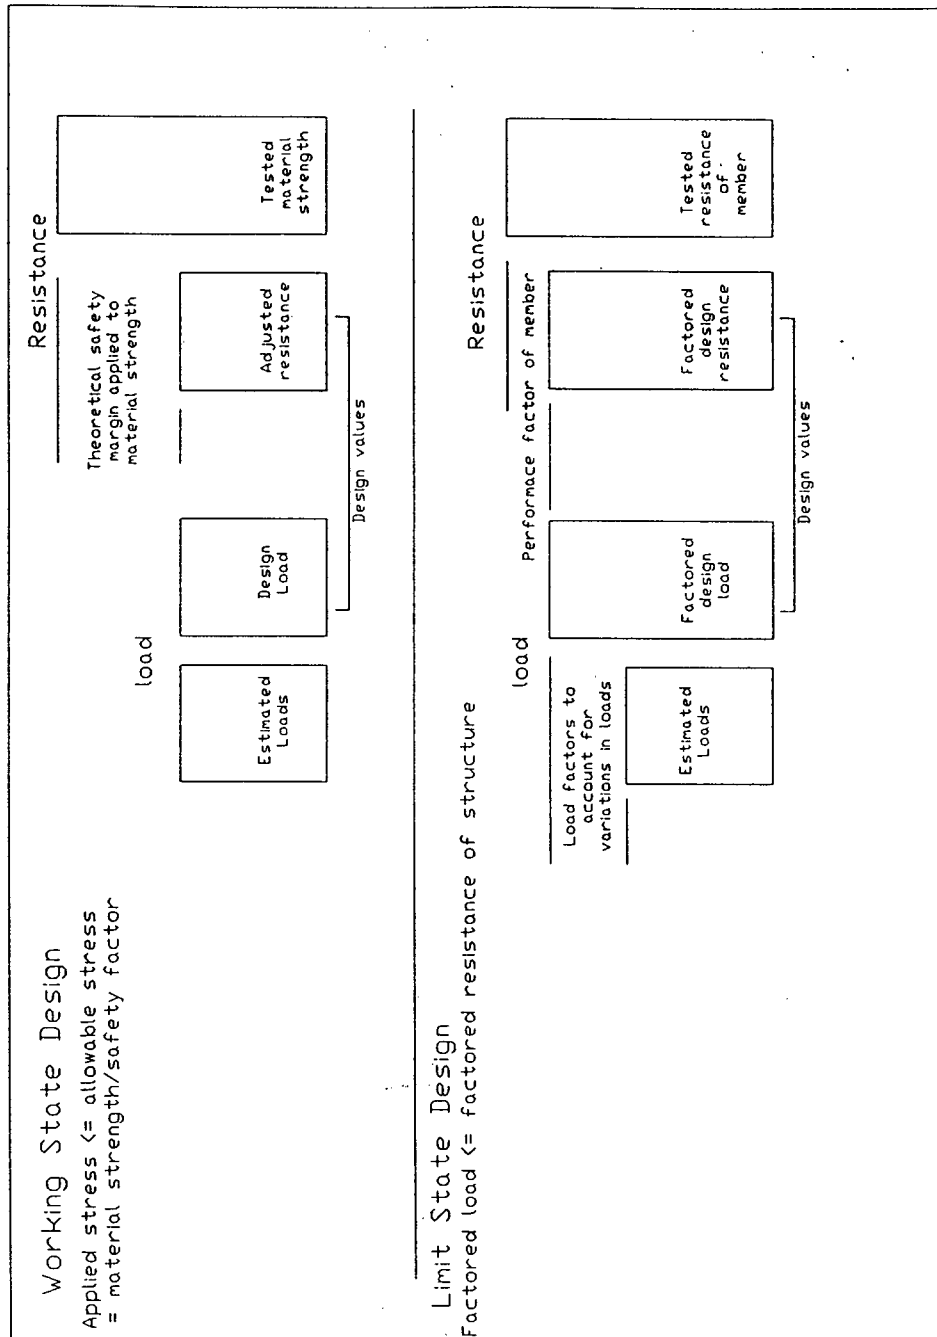 Working State Design
Applied stress <= allowable stress
= material strength/safety factor
load
Resistance
Estimated
Loads
Design
Load
Theoretical safety
margin applied to
material strength
Adjusted
resistance
Tested
material
strength
Design values
Limit State Design
Factored load <= factored resistance of structure
load
Resistance
Load factors to
account for
variations in loads
Estimated
Loads
Factored
design
load
Performace factor of member
Factored
design
resistance
Tested
resistance
of
member
Design values